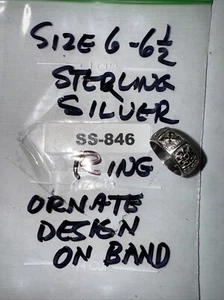 SIZE 6-6½
STERLING
SILVER
SS-846
RING
ORNATE
DESIGN
ON BAND